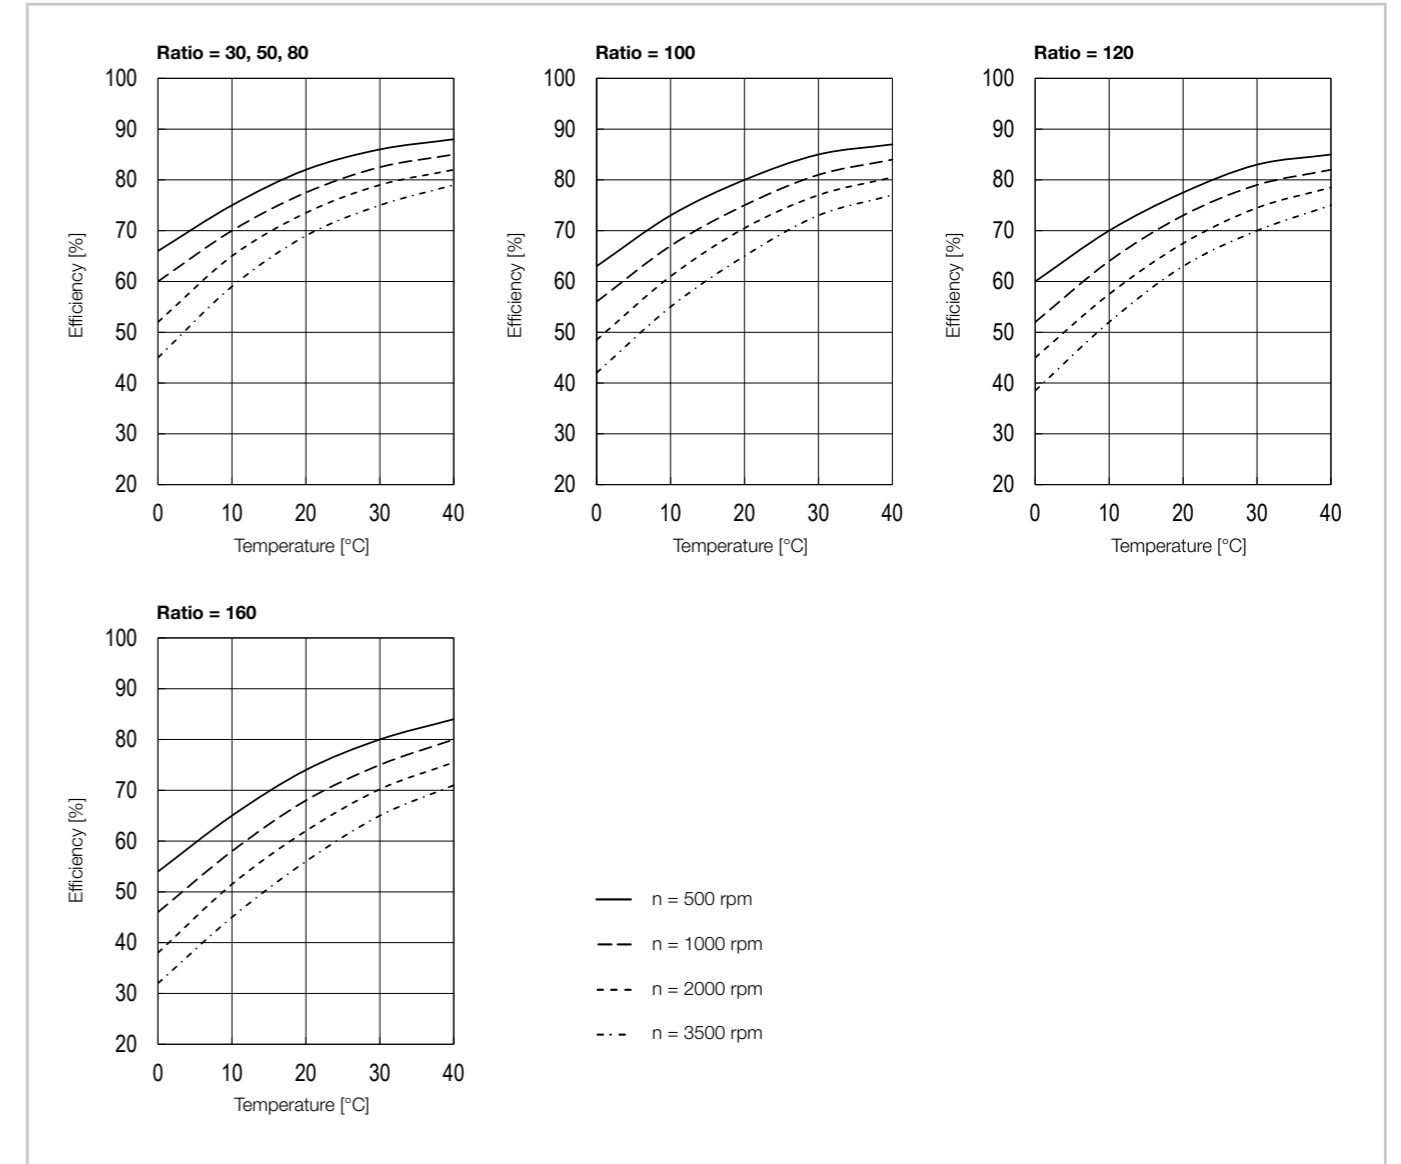 Ratio = 30, 50, 80
100
90
80
70
60
50
40
30
20
Efficiency [%]
0 10 20 30 40
Temperature [°C]
Ratio = 100
100
90
80
70
60
50
40
30
20
Efficiency [%]
0 10 20 30 40
Temperature [°C]
Ratio = 120
100
90
80
70
60
50
40
30
20
Efficiency [%]
0 10 20 30 40
Temperature [°C]
Ratio = 160
100
90
80
70
60
50
40
30
20
Efficiency [%]
0 10 20 30 40
Temperature [°C]
n = 500 rpm
n = 1000 rpm
n = 2000 rpm
n = 3500 rpm